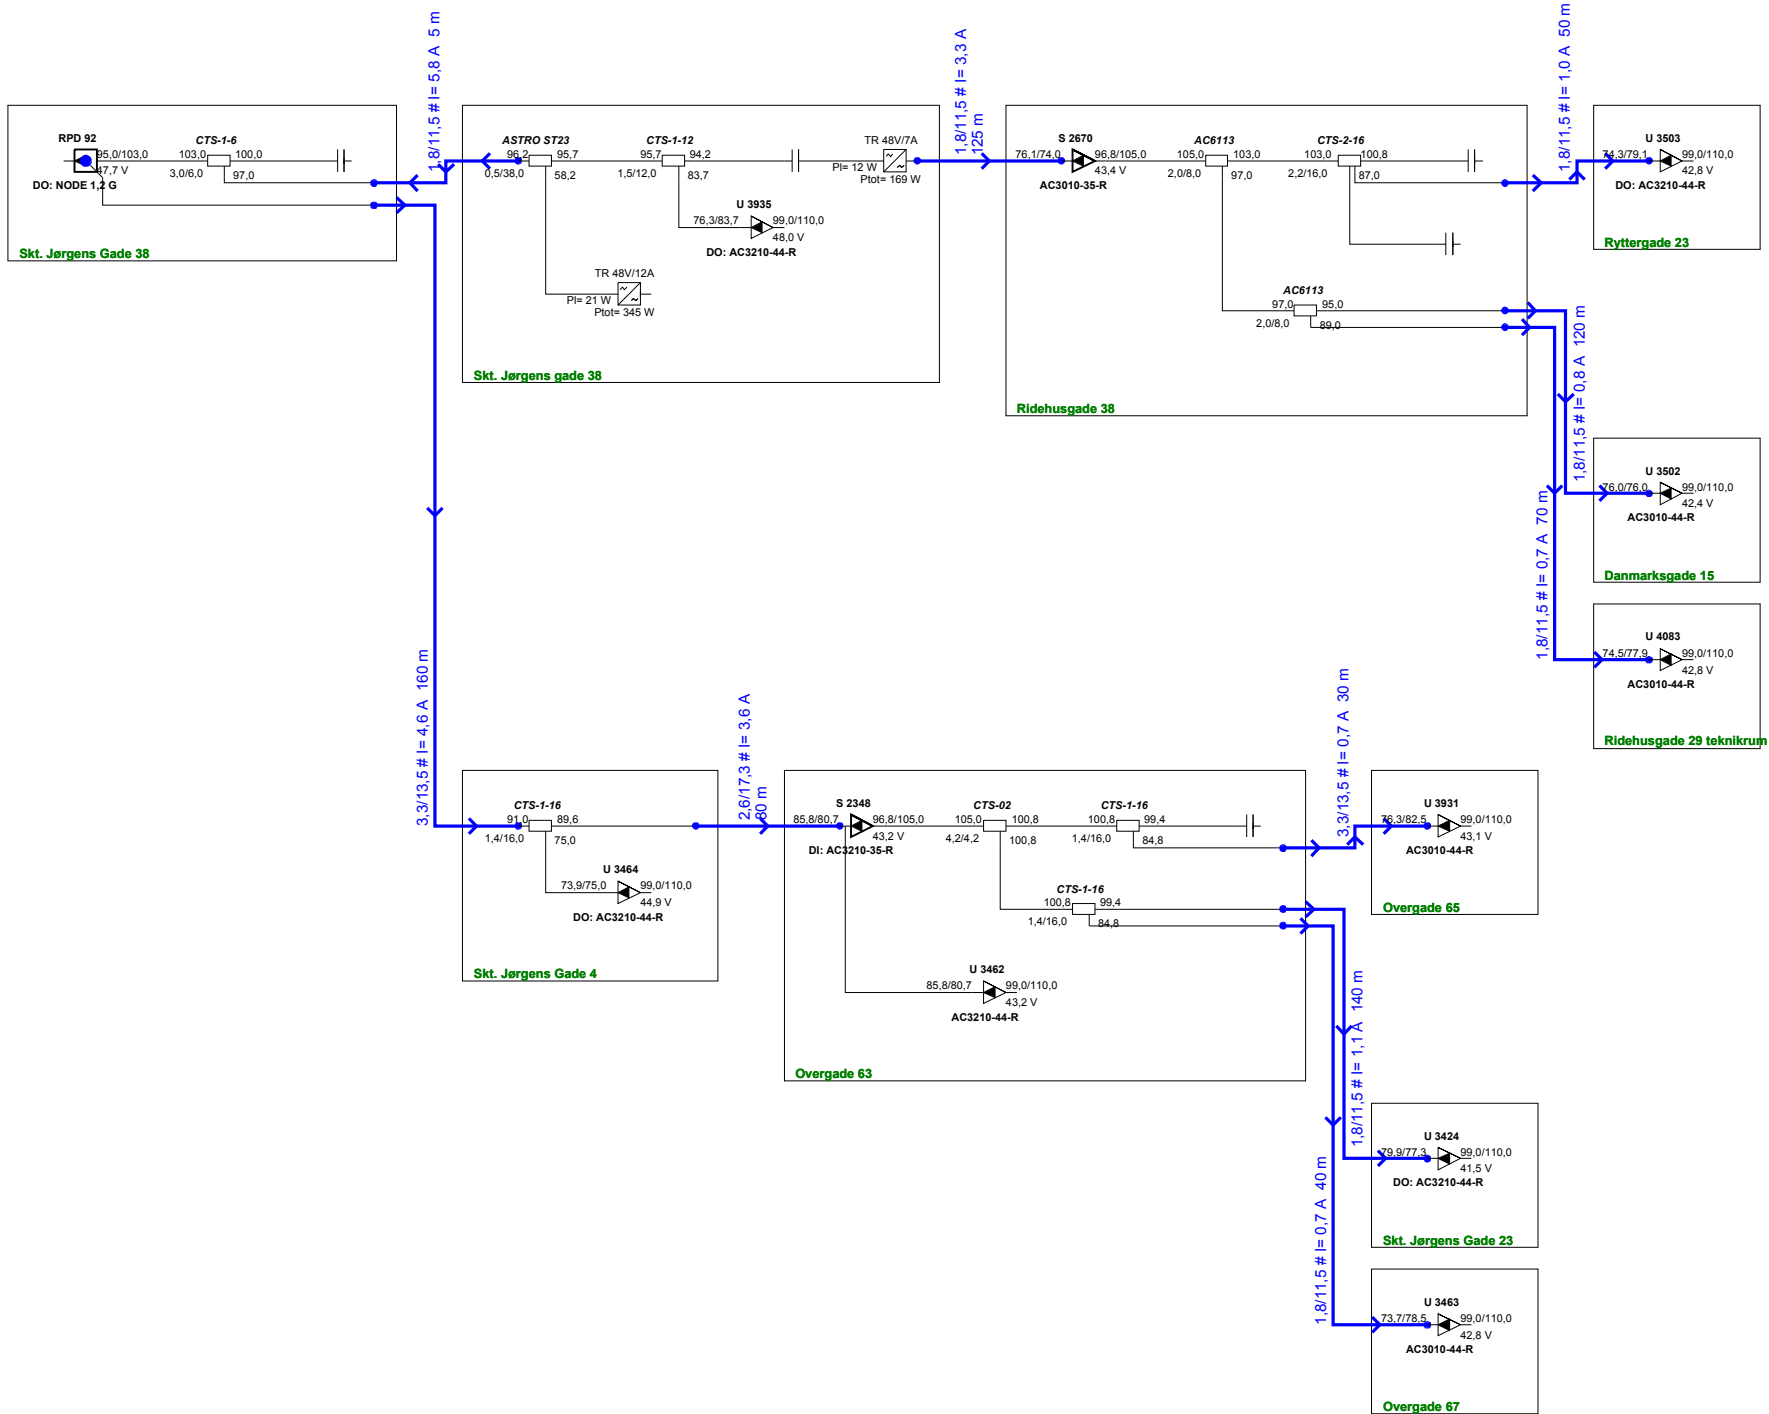 1,8/11,5 # I= 5,8 A  5 m
1,8/11,5 # I= 3,3 A
125 m
1,8/11,5 # I= 1,0 A  50 m
RPD 92
95,0/103,0
47,7 V
DO: NODE 1,2 G
CTS-1-6
103,0
100,0
3,0/6,0
97,0
Skt. Jørgens Gade 38
ASTRO ST23
96,2
95,7
0,5/38,0
58,2
CTS-1-12
95,7
94,2
1,5/12,0
83,7
TR 48V/7A
PI= 12 W
Ptot= 169 W
U 3935
76,3/83,7
99,0/110,0
48,0 V
DO: AC3210-44-R
TR 48V/12A
PI= 21 W
Ptot= 345 W
Skt. Jørgens gade 38
S 2670
76,1/74,0
96,8/105,0
43,4 V
AC3010-35-R
AC6113
105,0
103,0
2,0/8,0
97,0
CTS-2-16
103,0
100,8
2,2/16,0
87,0
AC6113
97,0
95,0
2,0/8,0
89,0
Ridehusgade 38
U 3503
74,3/79,1
99,0/110,0
42,8 V
DO: AC3210-44-R
Ryttergade 23
1,8/11,5 # I= 0,8 A  120 m
U 3502
76,0/76,0
99,0/110,0
42,4 V
AC3010-44-R
Danmarksgade 15
1,8/11,5 # I= 0,7 A  70 m
U 4083
74,5/77,9
99,0/110,0
42,8 V
AC3010-44-R
Ridehusgade 29 teknikrum
3,3/13,5 # I= 4,6 A  160 m
CTS-1-16
91,0
89,6
1,4/16,0
75,0
U 3464
73,9/75,0
99,0/110,0
44,9 V
DO: AC3210-44-R
Skt. Jørgens Gade 4
2,6/17,3 # I= 3,6 A
80 m
S 2348
85,8/80,7
96,8/105,0
43,2 V
DI: AC3210-35-R
CTS-02
105,0
100,8
4,2/4,2
100,8
CTS-1-16
100,8
99,4
1,4/16,0
84,8
CTS-1-16
100,8
99,4
1,4/16,0
84,8
U 3462
85,8/80,7
99,0/110,0
43,2 V
AC3210-44-R
Overgade 63
3,3/13,5 # I= 0,7 A  30 m
U 3931
76,3/82,5
99,0/110,0
43,1 V
AC3010-44-R
Overgade 65
1,8/11,5 # I= 1,1 A  140 m
U 3424
79,9/77,3
99,0/110,0
41,5 V
DO: AC3210-44-R
Skt. Jørgens Gade 23
1,8/11,5 # I= 0,7 A  40 m
U 3463
73,7/78,5
99,0/110,0
42,8 V
AC3010-44-R
Overgade 67